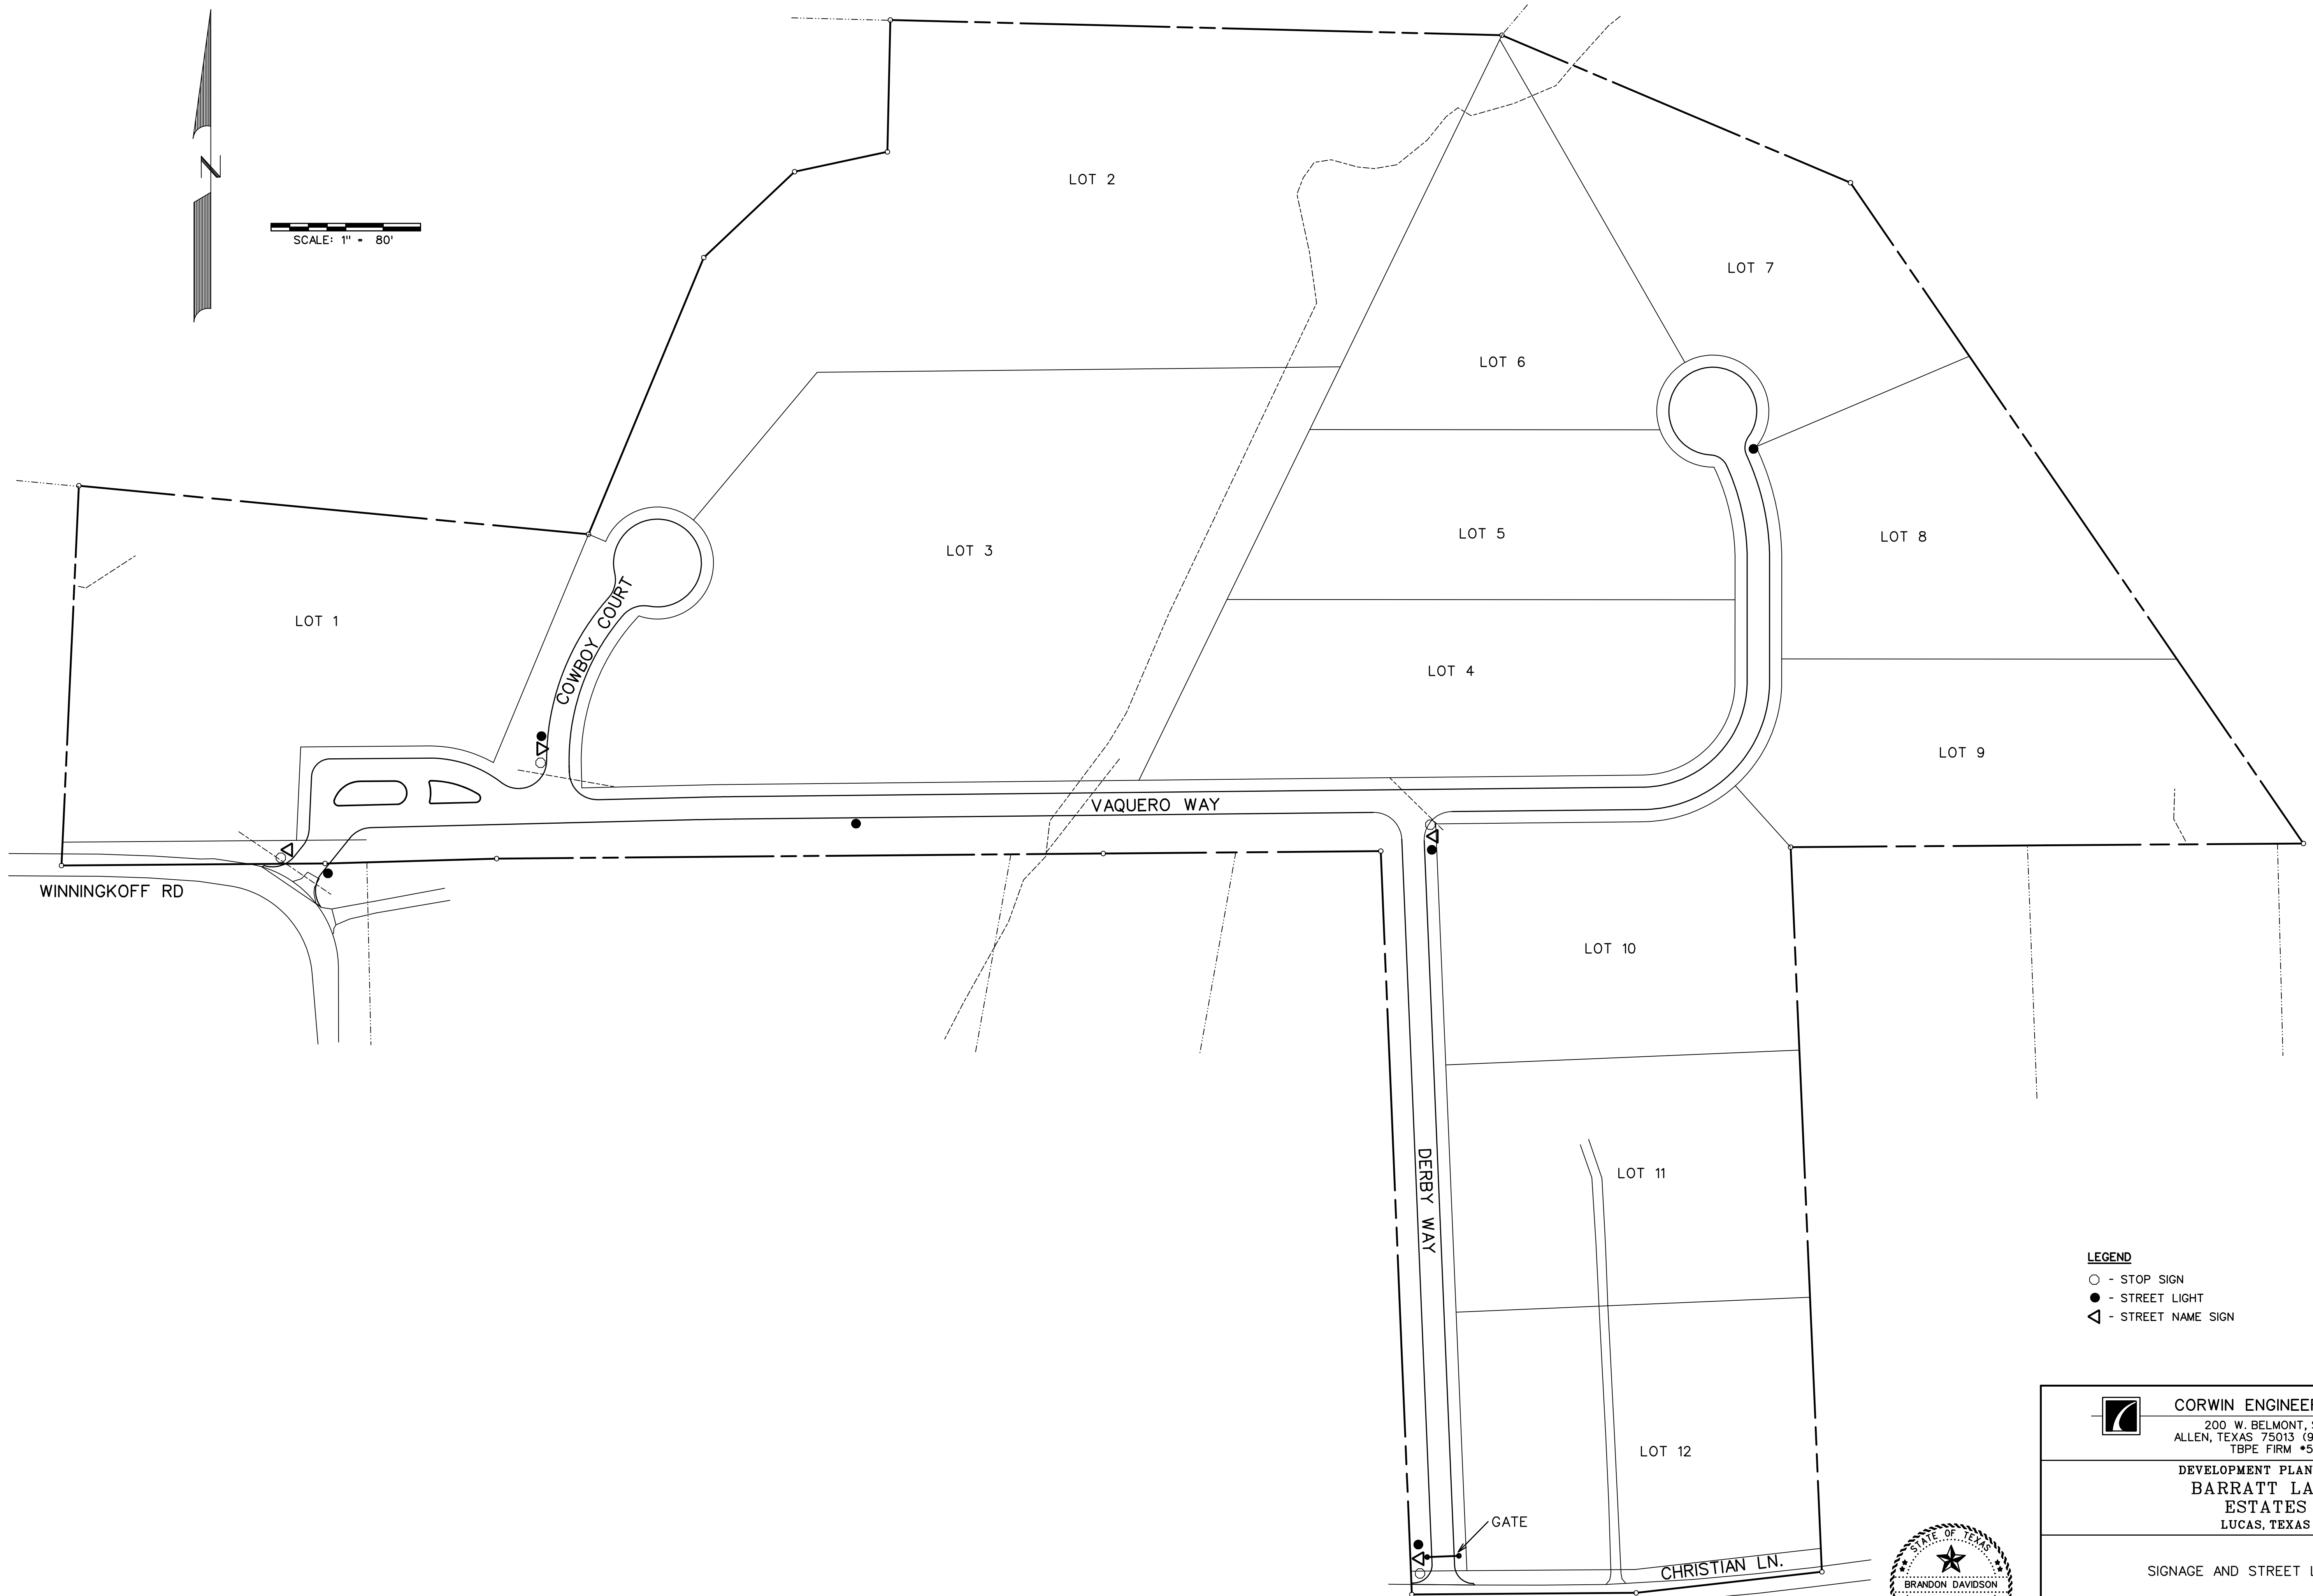 N
SCALE: 1" = 80'
LOT 2
LOT 7
LOT 6
LOT 5
LOT 8
LOT 3
LOT 1
COWBOY COURT
LOT 4
LOT 9
VAQUERO WAY
WINNINGKOFF RD
LOT 10
DERBY WAY
LOT 11
LOT 12
GATE
CHRISTIAN LN.
LEGEND
- STOP SIGN
- STREET LIGHT
- STREET NAME SIGN
CORWIN ENGINEER
200 W. BELMONT,
ALLEN, TEXAS 75013 (9
TBPE FIRM #5
DEVELOPMENT PLAN
BARRATT LA
ESTATES
LUCAS, TEXAS
SIGNAGE AND STREET L
STATE OF TEXAS
BRANDON DAVIDSON